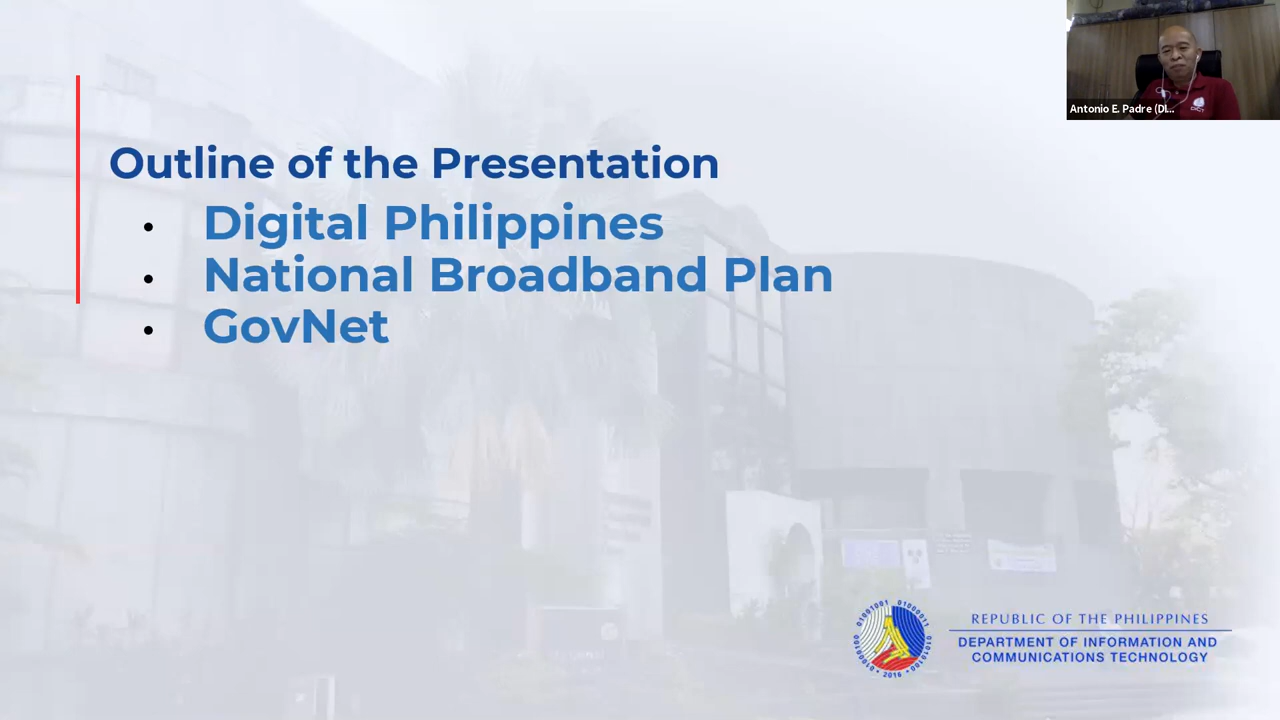 Antonio E. Padre (DI...
Outline of the Presentation
• Digital Philippines
• National Broadband Plan
• GovNet
REPUBLIC OF THE PHILIPPINES
DEPARTMENT OF INFORMATION AND
COMMUNICATIONS TECHNOLOGY
2016